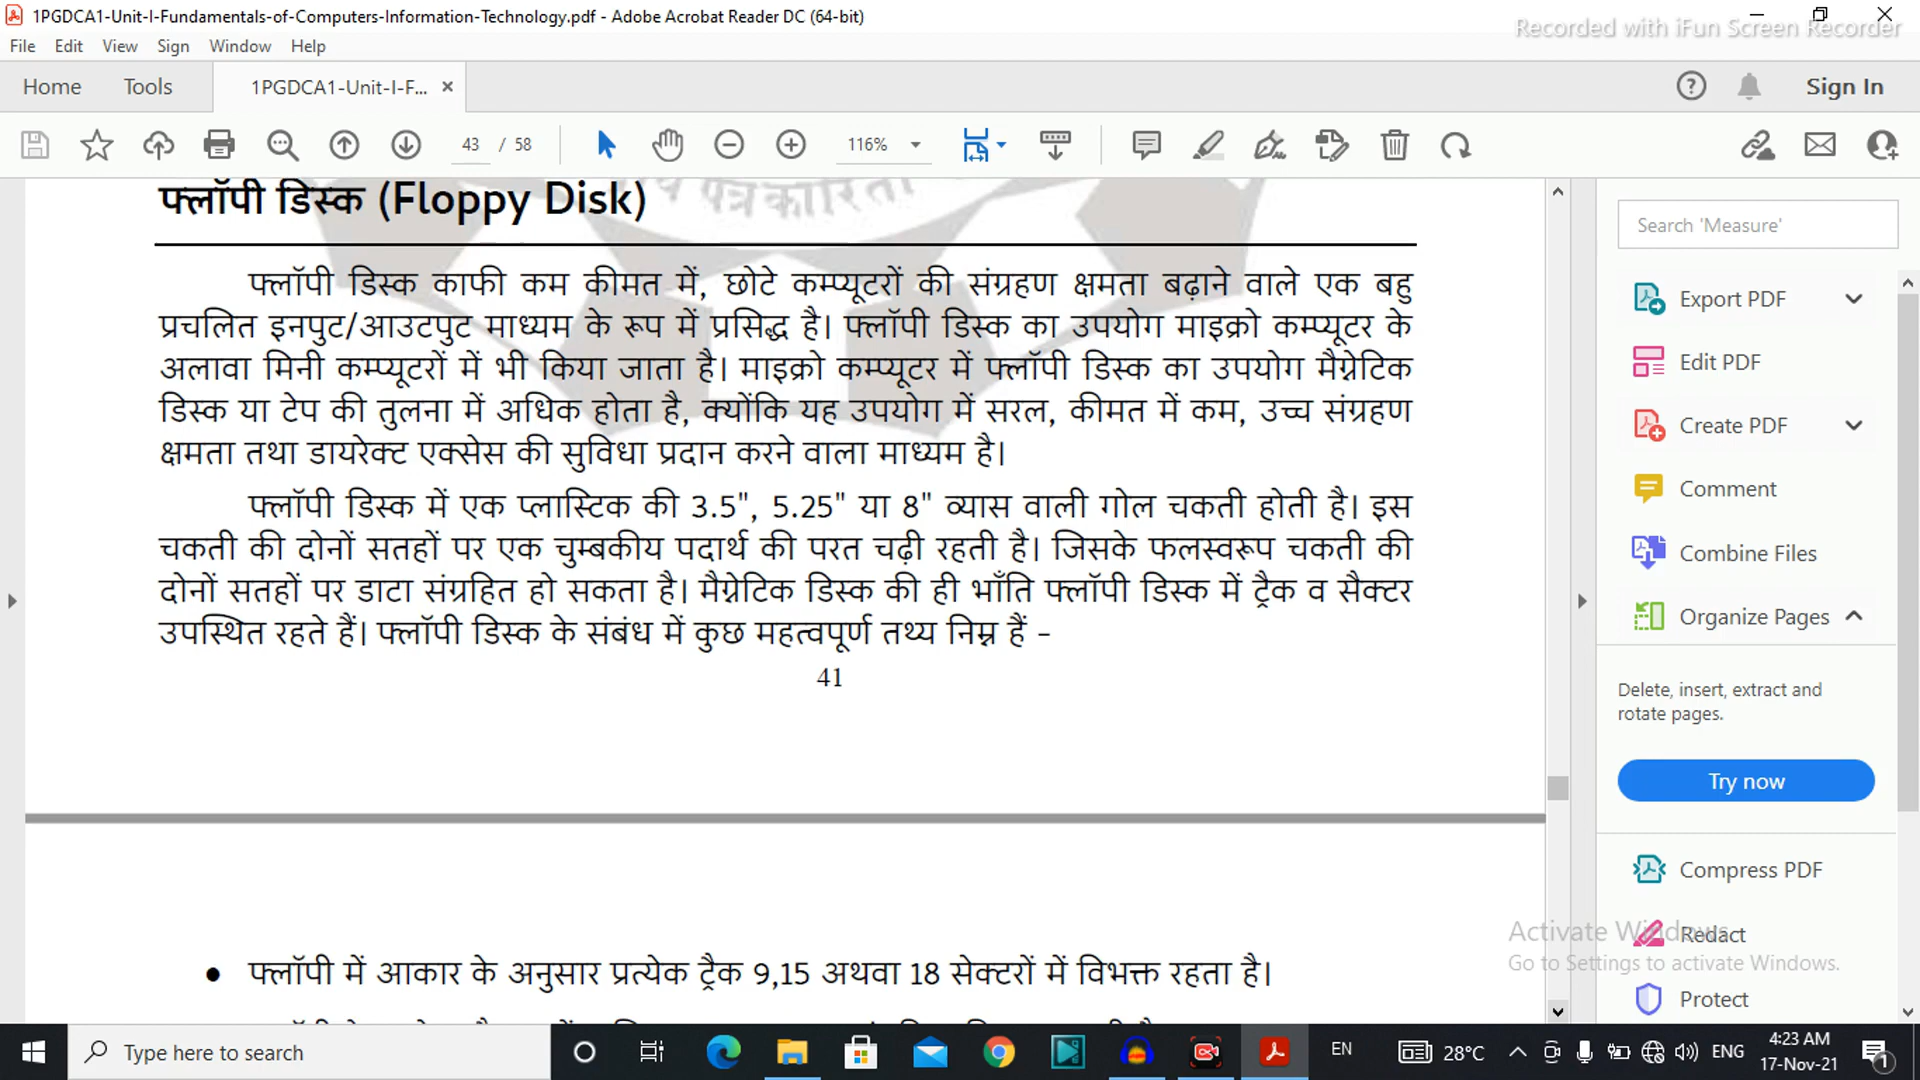 1PGDCA1-Unit-I-Fundamentals-of-Computers-Information-Technology.pdf - Adobe Acrobat Reader DC (64-bit)
Recorded with iFun Screen Recorder
File Edit View Sign Window Help
Home Tools 1PGDCA1-Unit-I-F... × Sign In
43 / 58 116%
पत्रकारिता
फ्लॉपी डिस्क (Floppy Disk)
फ्लॉपी डिस्क काफी कम कीमत में, छोटे कम्प्यूटरों की संग्रहण क्षमता बढ़ाने वाले एक बहु
प्रचलित इनपुट/आउटपुट माध्यम के रूप में प्रसिद्ध है। फ्लॉपी डिस्क का उपयोग माइक्रो कम्प्यूटर के
अलावा मिनी कम्प्यूटरों में भी किया जाता है। माइक्रो कम्प्यूटर में फ्लॉपी डिस्क का उपयोग मैग्नेटिक
डिस्क या टेप की तुलना में अधिक होता है, क्योंकि यह उपयोग में सरल, कीमत में कम, उच्च संग्रहण
क्षमता तथा डायरेक्ट एक्सेस की सुविधा प्रदान करने वाला माध्यम है।
फ्लॉपी डिस्क में एक प्लास्टिक की 3.5", 5.25" या 8" व्यास वाली गोल चकती होती है। इस
चकती की दोनों सतहों पर एक चुम्बकीय पदार्थ की परत चढ़ी रहती है। जिसके फलस्वरूप चकती की
दोनों सतहों पर डाटा संग्रहित हो सकता है। मैग्नेटिक डिस्क की ही भाँति फ्लॉपी डिस्क में ट्रैक व सैक्टर
उपस्थित रहते हैं। फ्लॉपी डिस्क के संबंध में कुछ महत्वपूर्ण तथ्य निम्न हैं -
41
• फ्लॉपी में आकार के अनुसार प्रत्येक ट्रैक 9,15 अथवा 18 सेक्टरों में विभक्त रहता है।
Search 'Measure'
Export PDF
Edit PDF
Create PDF
Comment
Combine Files
Organize Pages
Delete, insert, extract and
rotate pages.
Try now
Compress PDF
Redact
Protect
Activate Windows
Go to Settings to activate Windows.
Type here to search
EN 28°C ENG 4:23 AM
17-Nov-21 1